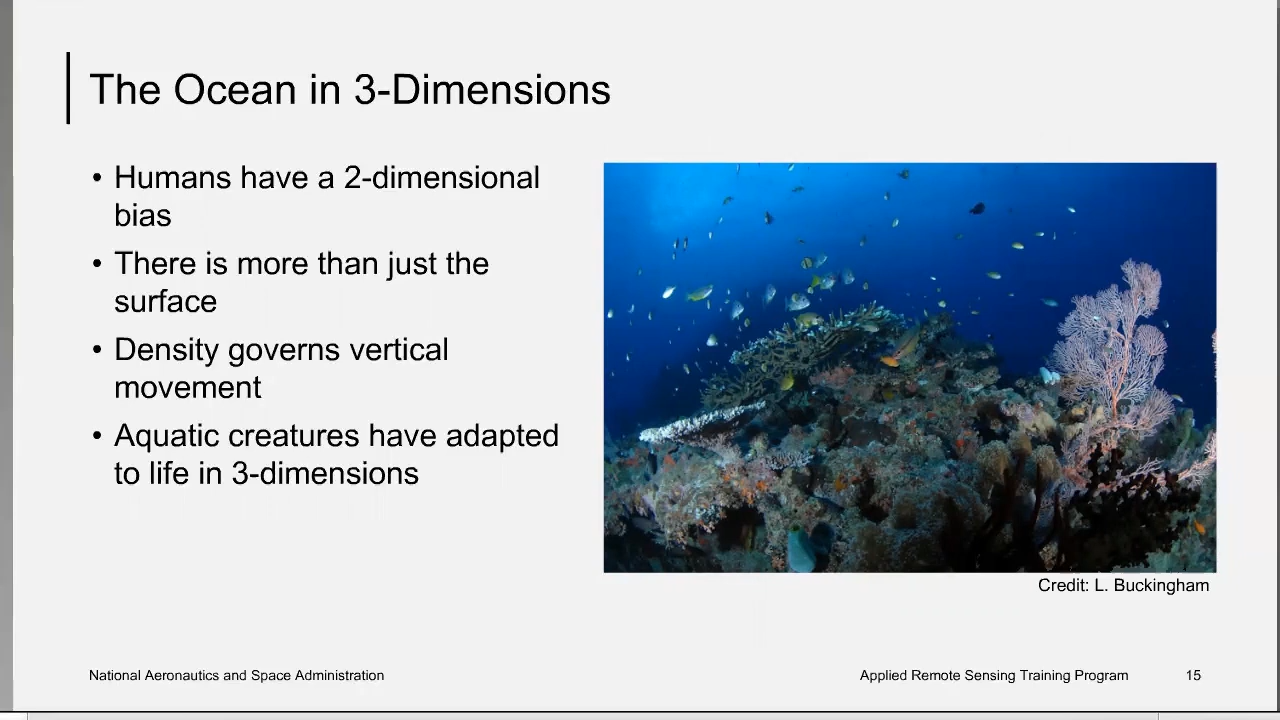 The Ocean in 3-Dimensions
• Humans have a 2-dimensional
bias
• There is more than just the
surface
• Density governs vertical
movement
• Aquatic creatures have adapted
to life in 3-dimensions
Credit: L. Buckingham
National Aeronautics and Space Administration
Applied Remote Sensing Training Program
15